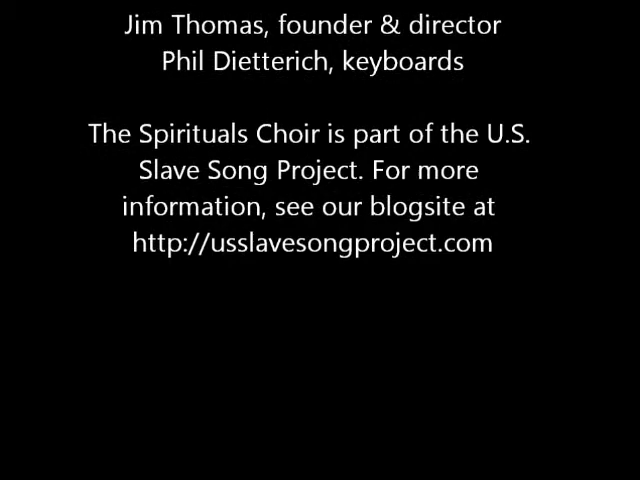 Jim Thomas, founder & director
Phil Dietterich, keyboards
The Spirituals Choir is part of the U.S.
Slave Song Project. For more
information, see our blogsite at
http://usslavesongproject.com